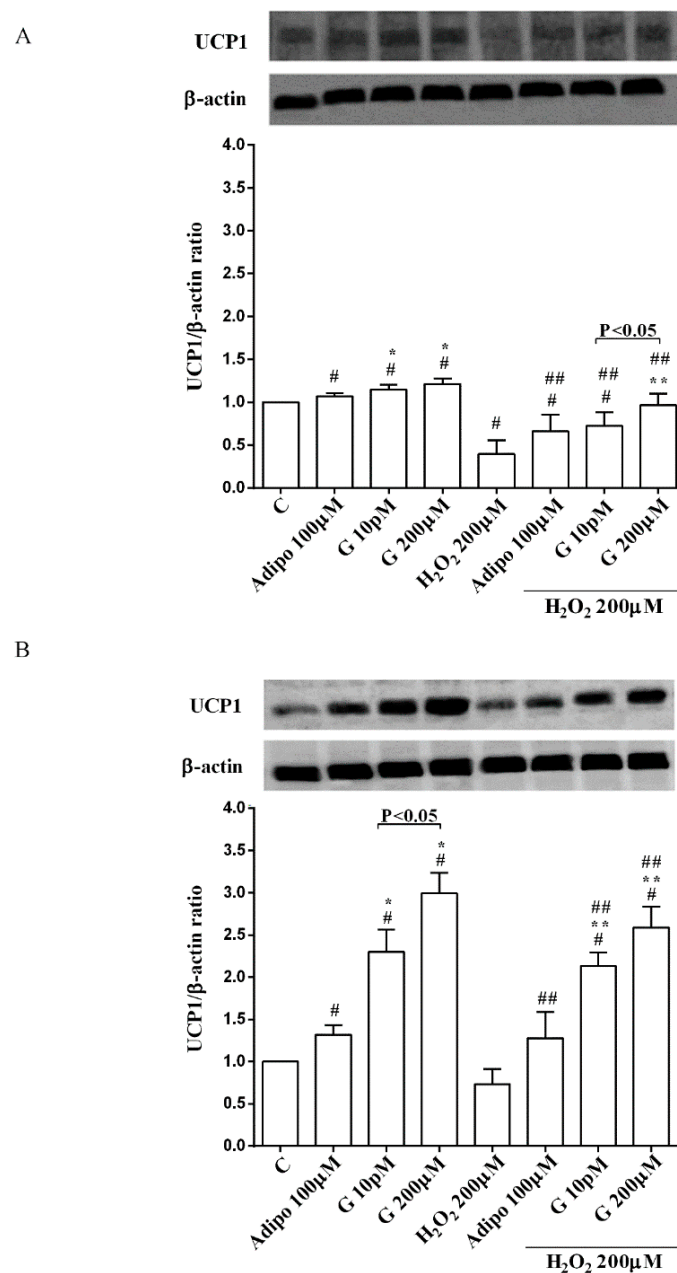 A
UCP1
β-actin
4.0
3.5
3.0
2.5
2.0
1.5
1.0
0.5
0.0
UCP1/β-actin ratio
P<0.05
# * # * # # ## # ## # ## **
C
Adipo 100μM
G 10pM
G 200μM
H₂O₂ 200μM
Adipo 100μM
G 10pM
G 200μM
H₂O₂ 200μM
B
UCP1
β-actin
4.0
3.5
3.0
2.5
2.0
1.5
1.0
0.5
0.0
UCP1/β-actin ratio
P<0.05
# * # * # ## ## ** # ## ** #
C
Adipo 100μM
G 10pM
G 200μM
H₂O₂ 200μM
Adipo 100μM
G 10pM
G 200μM
H₂O₂ 200μM